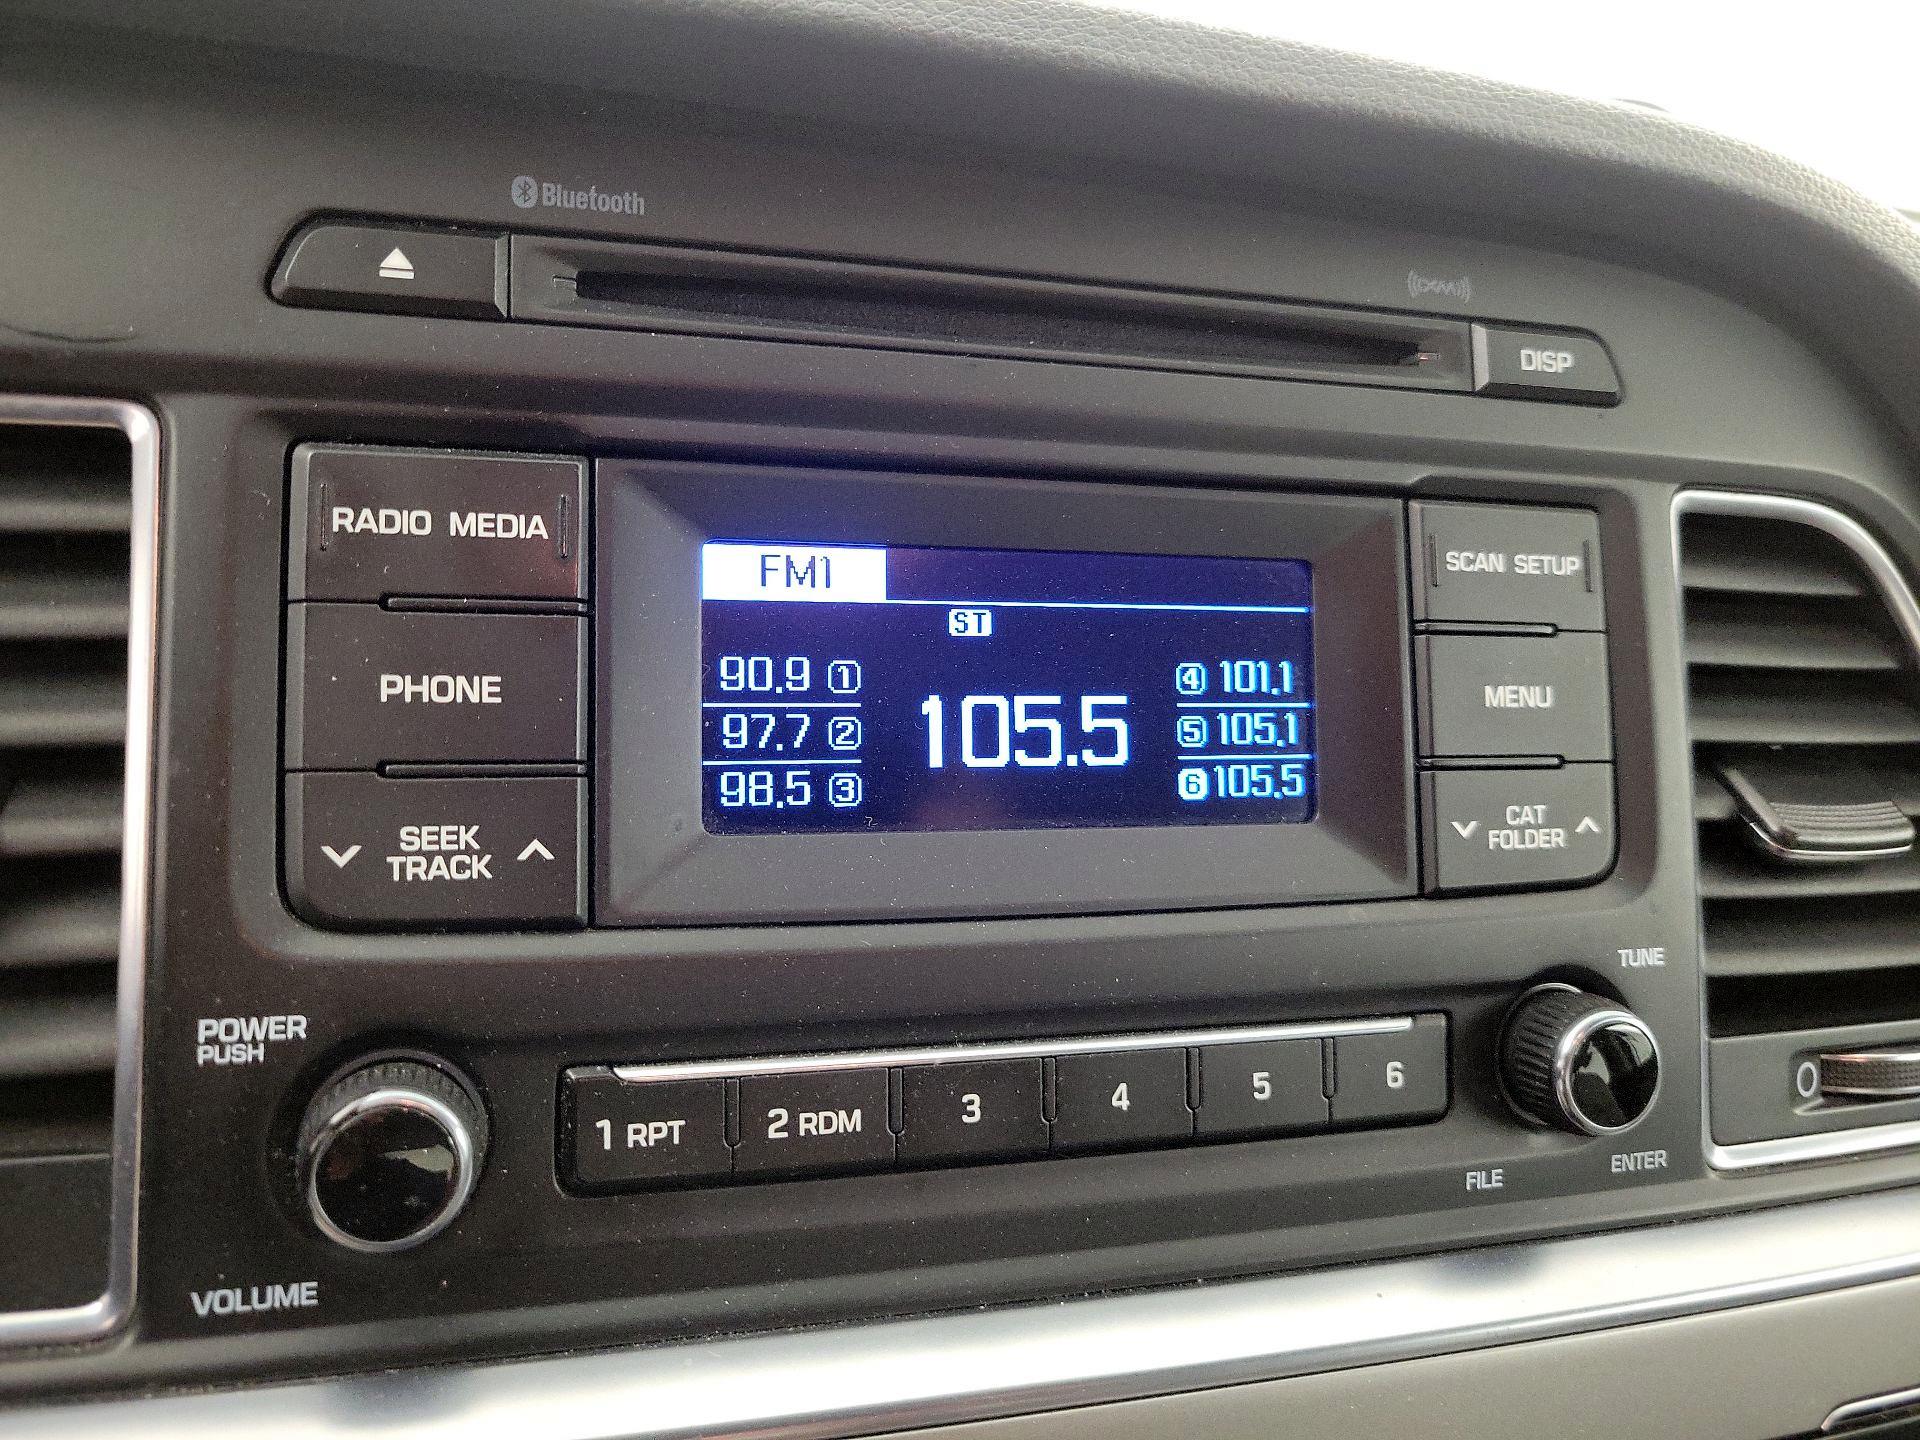 Bluetooth
((XM))
DISP
RADIO MEDIA
SCAN SETUP
FM1
ST
PHONE
MENU
90.9 1
97.7 2
98.5 3
105.5
4 101.1
5 105.1
6 105.5
SEEK
TRACK
CAT
FOLDER
TUNE
POWER
PUSH
1 RPT
2 RDM
3
4
5
6
0
FILE
ENTER
VOLUME